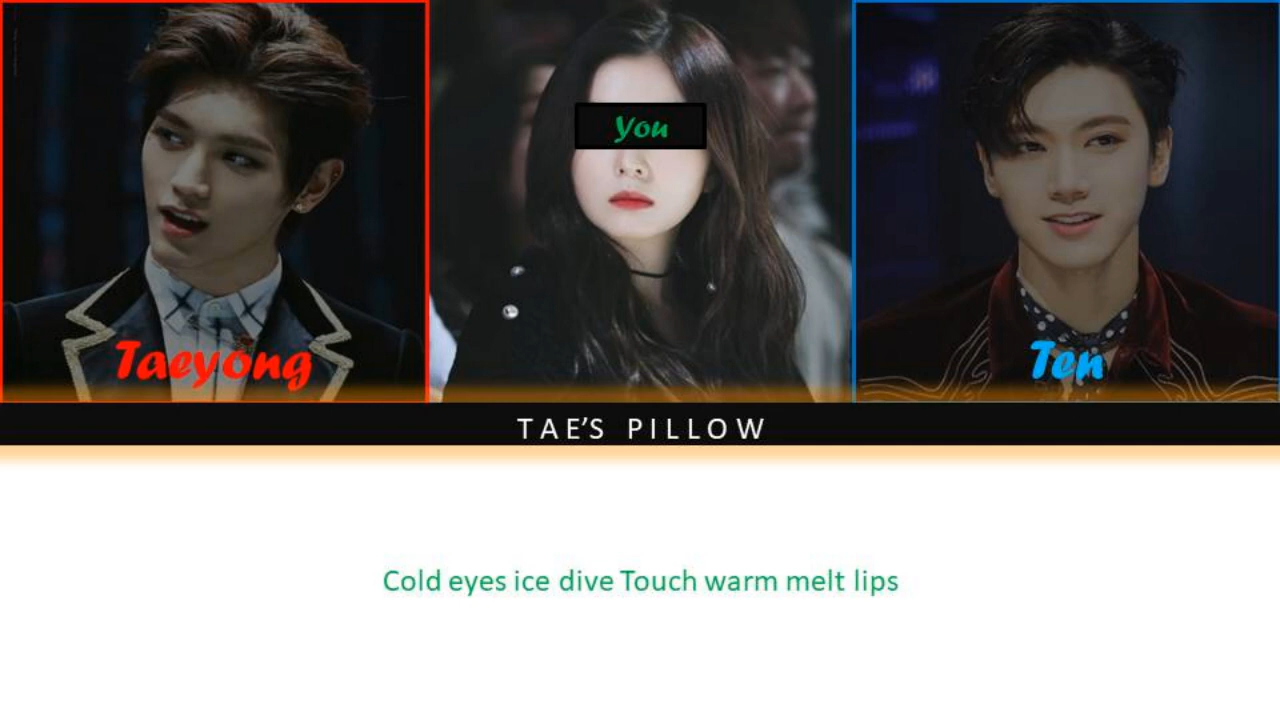 You
Taeyong
Ten
TAE'S PILLOW
Cold eyes ice dive Touch warm melt lips